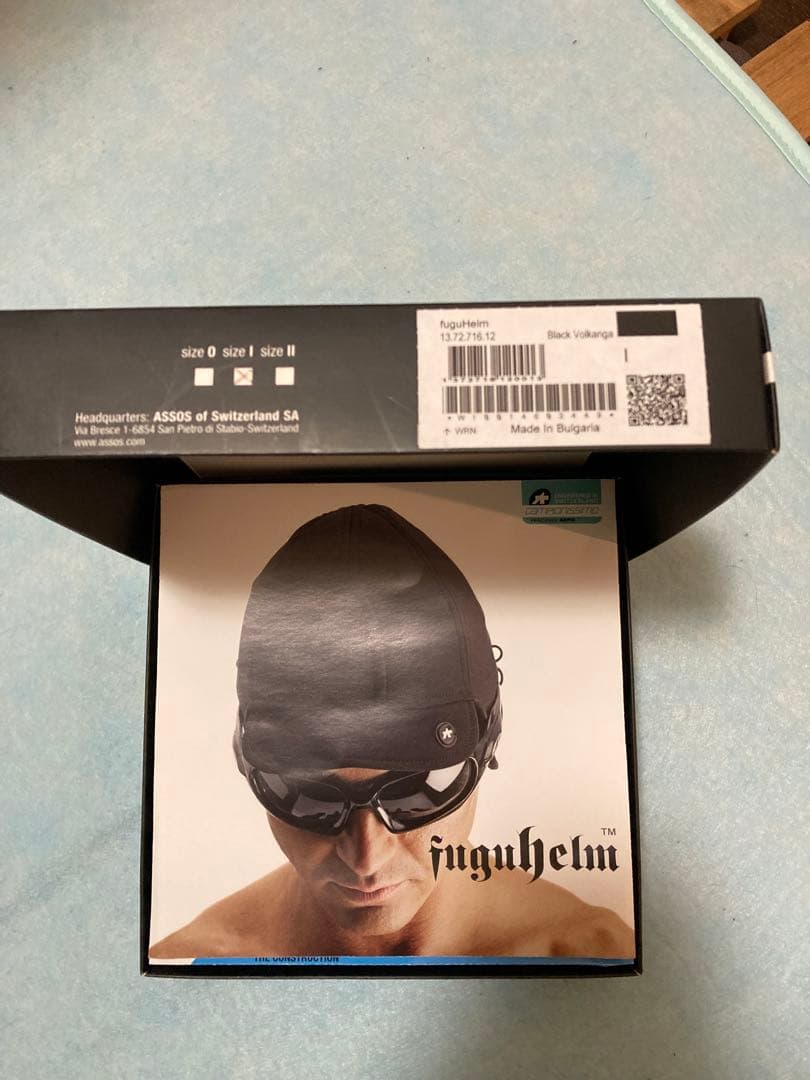 size 0 size I size II
Headquarters: ASSOS of Switzerland SA
Via Bresce 1-6854 San Pietro di Stabio-Switzerland
www.assos.com
fuguHelm
13.72.716.12
Black Volkanga
I
↑ WRN
Made In Bulgaria
campionissimo
fuguhelm™
THE CONSTRUCTION